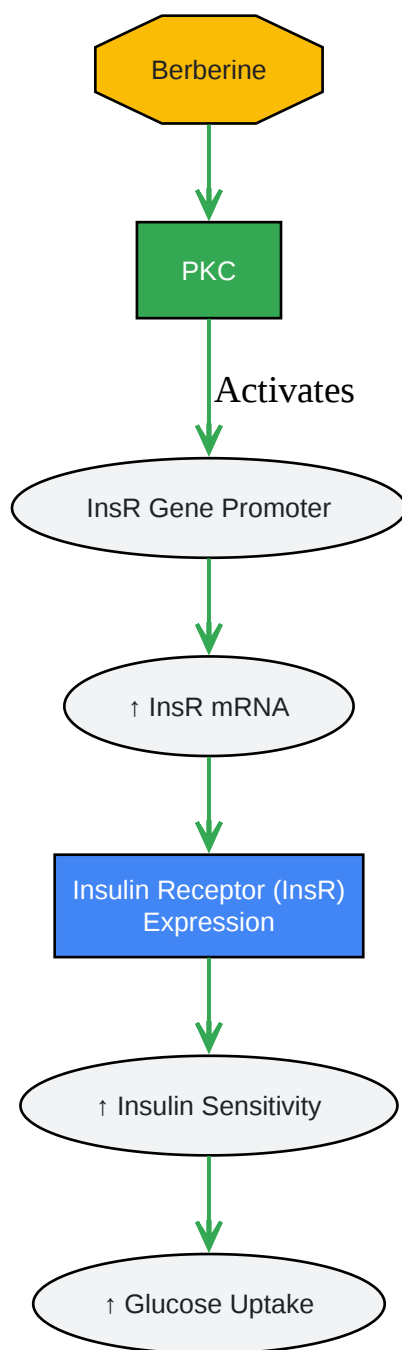 Berberine
PKC
Activates
InsR Gene Promoter
↑ InsR mRNA
Insulin Receptor (InsR)
Expression
↑ Insulin Sensitivity
↑ Glucose Uptake